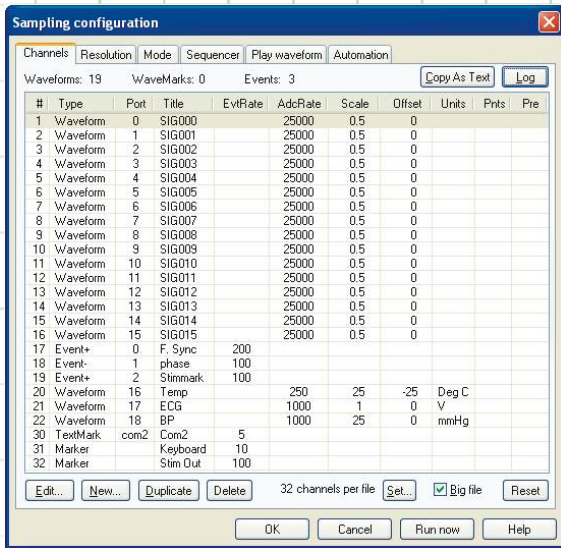 Sampling configuration
Channels Resolution Mode Sequencer Play waveform Automation
Waveforms: 19 WaveMarks: 0 Events: 3 Copy As Text Log
# Type Port Title EvtRate AdcRate Scale Offset Units Pnts Pre
1 Waveform 0 SIG000 25000 0.5 0
2 Waveform 1 SIG001 25000 0.5 0
3 Waveform 2 SIG002 25000 0.5 0
4 Waveform 3 SIG003 25000 0.5 0
5 Waveform 4 SIG004 25000 0.5 0
6 Waveform 5 SIG005 25000 0.5 0
7 Waveform 6 SIG006 25000 0.5 0
8 Waveform 7 SIG007 25000 0.5 0
9 Waveform 8 SIG008 25000 0.5 0
10 Waveform 9 SIG009 25000 0.5 0
11 Waveform 10 SIG010 25000 0.5 0
12 Waveform 11 SIG011 25000 0.5 0
13 Waveform 12 SIG012 25000 0.5 0
14 Waveform 13 SIG013 25000 0.5 0
15 Waveform 14 SIG014 25000 0.5 0
16 Waveform 15 SIG015 25000 0.5 0
17 Event+ 0 F. Sync 200
18 Event- 1 phase 100
19 Event+ 2 Stimmark 100
20 Waveform 16 Temp 250 25 -25 Deg C
21 Waveform 17 ECG 1000 1 0 V
22 Waveform 18 BP 1000 25 0 mmHg
30 TextMark com2 Com2 5
31 Marker Keyboard 10
32 Marker Stim Out 100
Edit... New... Duplicate Delete 32 channels per file Set... Big file Reset
OK Cancel Run now Help